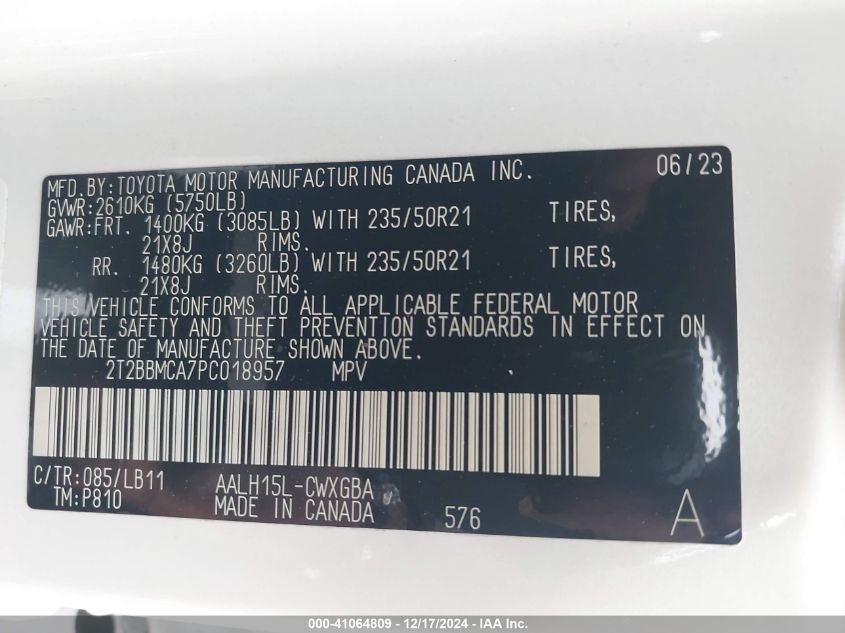 MFD.BY:TOYOTA MOTOR MANUFACTURING CANADA INC. 06/23
GVWR:2610KG (5750LB)
GAWR:FRT. 1400KG (3085LB) WITH 235/50R21 TIRES,
21X8J RIMS.
RR. 1480KG (3260LB) WITH 235/50R21 TIRES,
21X8J RIMS.
THIS VEHICLE CONFORMS TO ALL APPLICABLE FEDERAL MOTOR
VEHICLE SAFETY AND THEFT PREVENTION STANDARDS IN EFFECT ON
THE DATE OF MANUFACTURE SHOWN ABOVE.
2T2BBMCA7PC018957 MPV
C/TR:085/LB11 AALH15L-CWXGBA
TM:P810 MADE IN CANADA 576 A
000-41064809 - 12/17/2024 - IAA Inc.